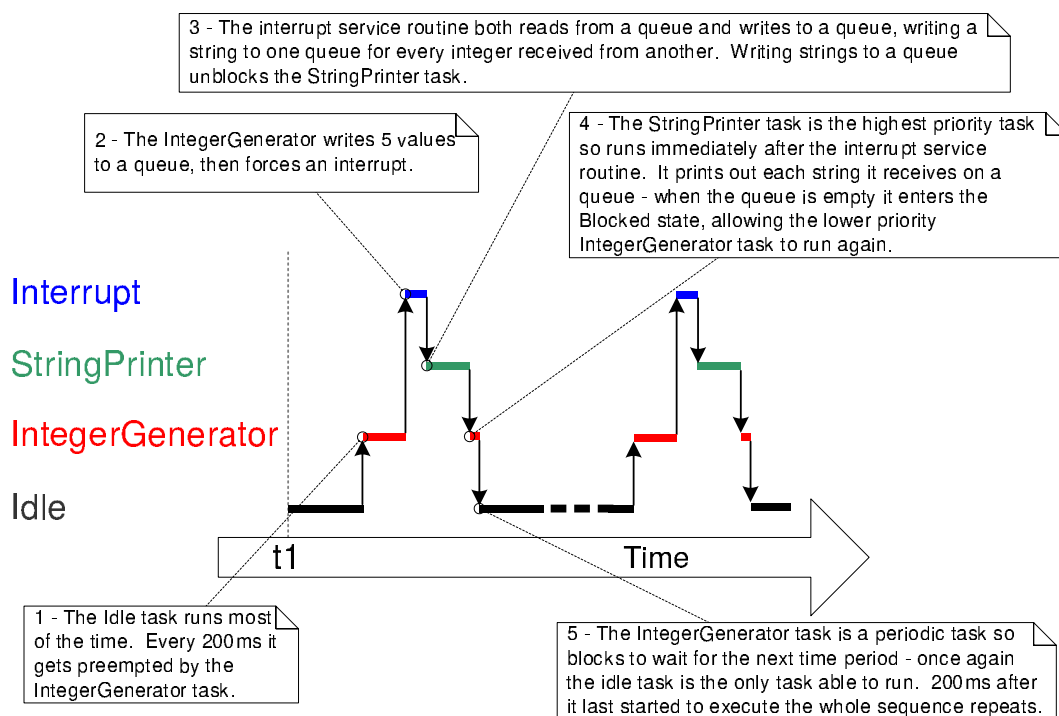 3 - The interrupt service routine both reads from a queue and writes to a queue, writing a
string to one queue for every integer received from another.  Writing strings to a queue
unblocks the StringPrinter task.
2 - The IntegerGenerator writes 5 values
to a queue, then forces an interrupt.
4 - The StringPrinter task is the highest priority task
so runs immediately after the interrupt service
routine.  It prints out each string it receives on a
queue - when the queue is empty it enters the
Blocked state, allowing the lower priority
IntegerGenerator task to run again.
Interrupt
StringPrinter
IntegerGenerator
Idle
t1
Time
1 - The Idle task runs most
of the time.  Every 200ms it
gets preempted by the
IntegerGenerator task.
5 - The IntegerGenerator task is a periodic task so
blocks to wait for the next time period - once again
the idle task is the only task able to run.  200ms after
it last started to execute the whole sequence repeats.